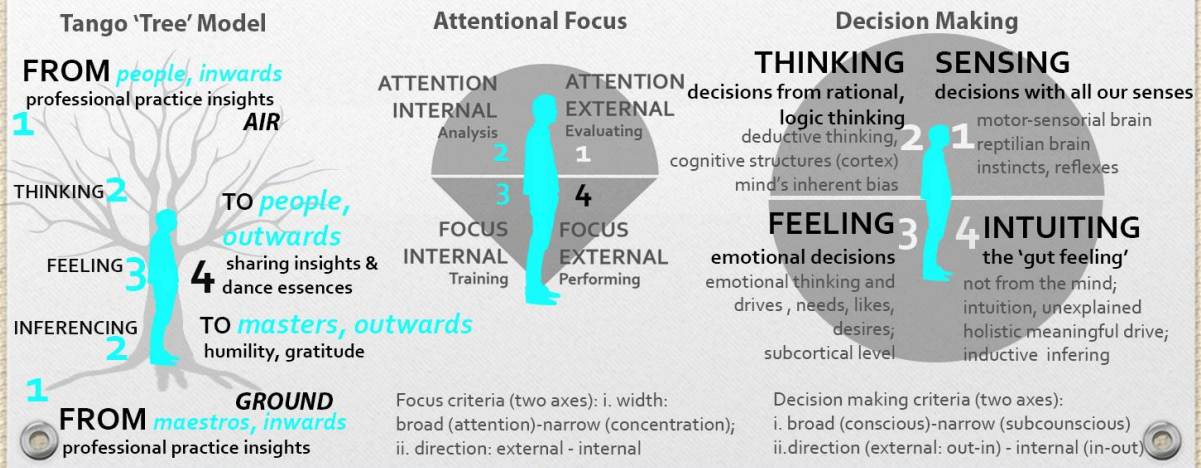 Tango ‘Tree’ Model
FROM people, inwards
professional practice insights
1
AIR
THINKING 2
TO people,
outwards
FEELING 3
4 sharing insights &
dance essences
INFERENCING
2
TO masters, outwards
humility, gratitude
1
GROUND
FROM maestros, inwards
professional practice insights
Attentional Focus
ATTENTION
INTERNAL
Analysis
2
ATTENTION
EXTERNAL
Evaluating
1
3
FOCUS
INTERNAL
Training
4
FOCUS
EXTERNAL
Performing
Focus criteria (two axes): i. width:
broad (attention)-narrow (concentration);
ii. direction: external - internal
Decision Making
THINKING
decisions from rational,
logic thinking
2
deductive thinking,
cognitive structures (cortex)
mind’s inherent bias
SENSING
decisions with all our senses
1
motor-sensorial brain
reptilian brain
instincts, reflexes
FEELING
3
emotional decisions
emotional thinking and
drives , needs, likes,
desires;
subcortical level
4 INTUITING
the ‘gut feeling’
not from the mind;
intuition, unexplained
holistic meaningful drive;
inductive infering
Decision making criteria (two axes):
i. broad (conscious)-narrow (subcounscious)
ii.direction (external: out-in) - internal (in-out)